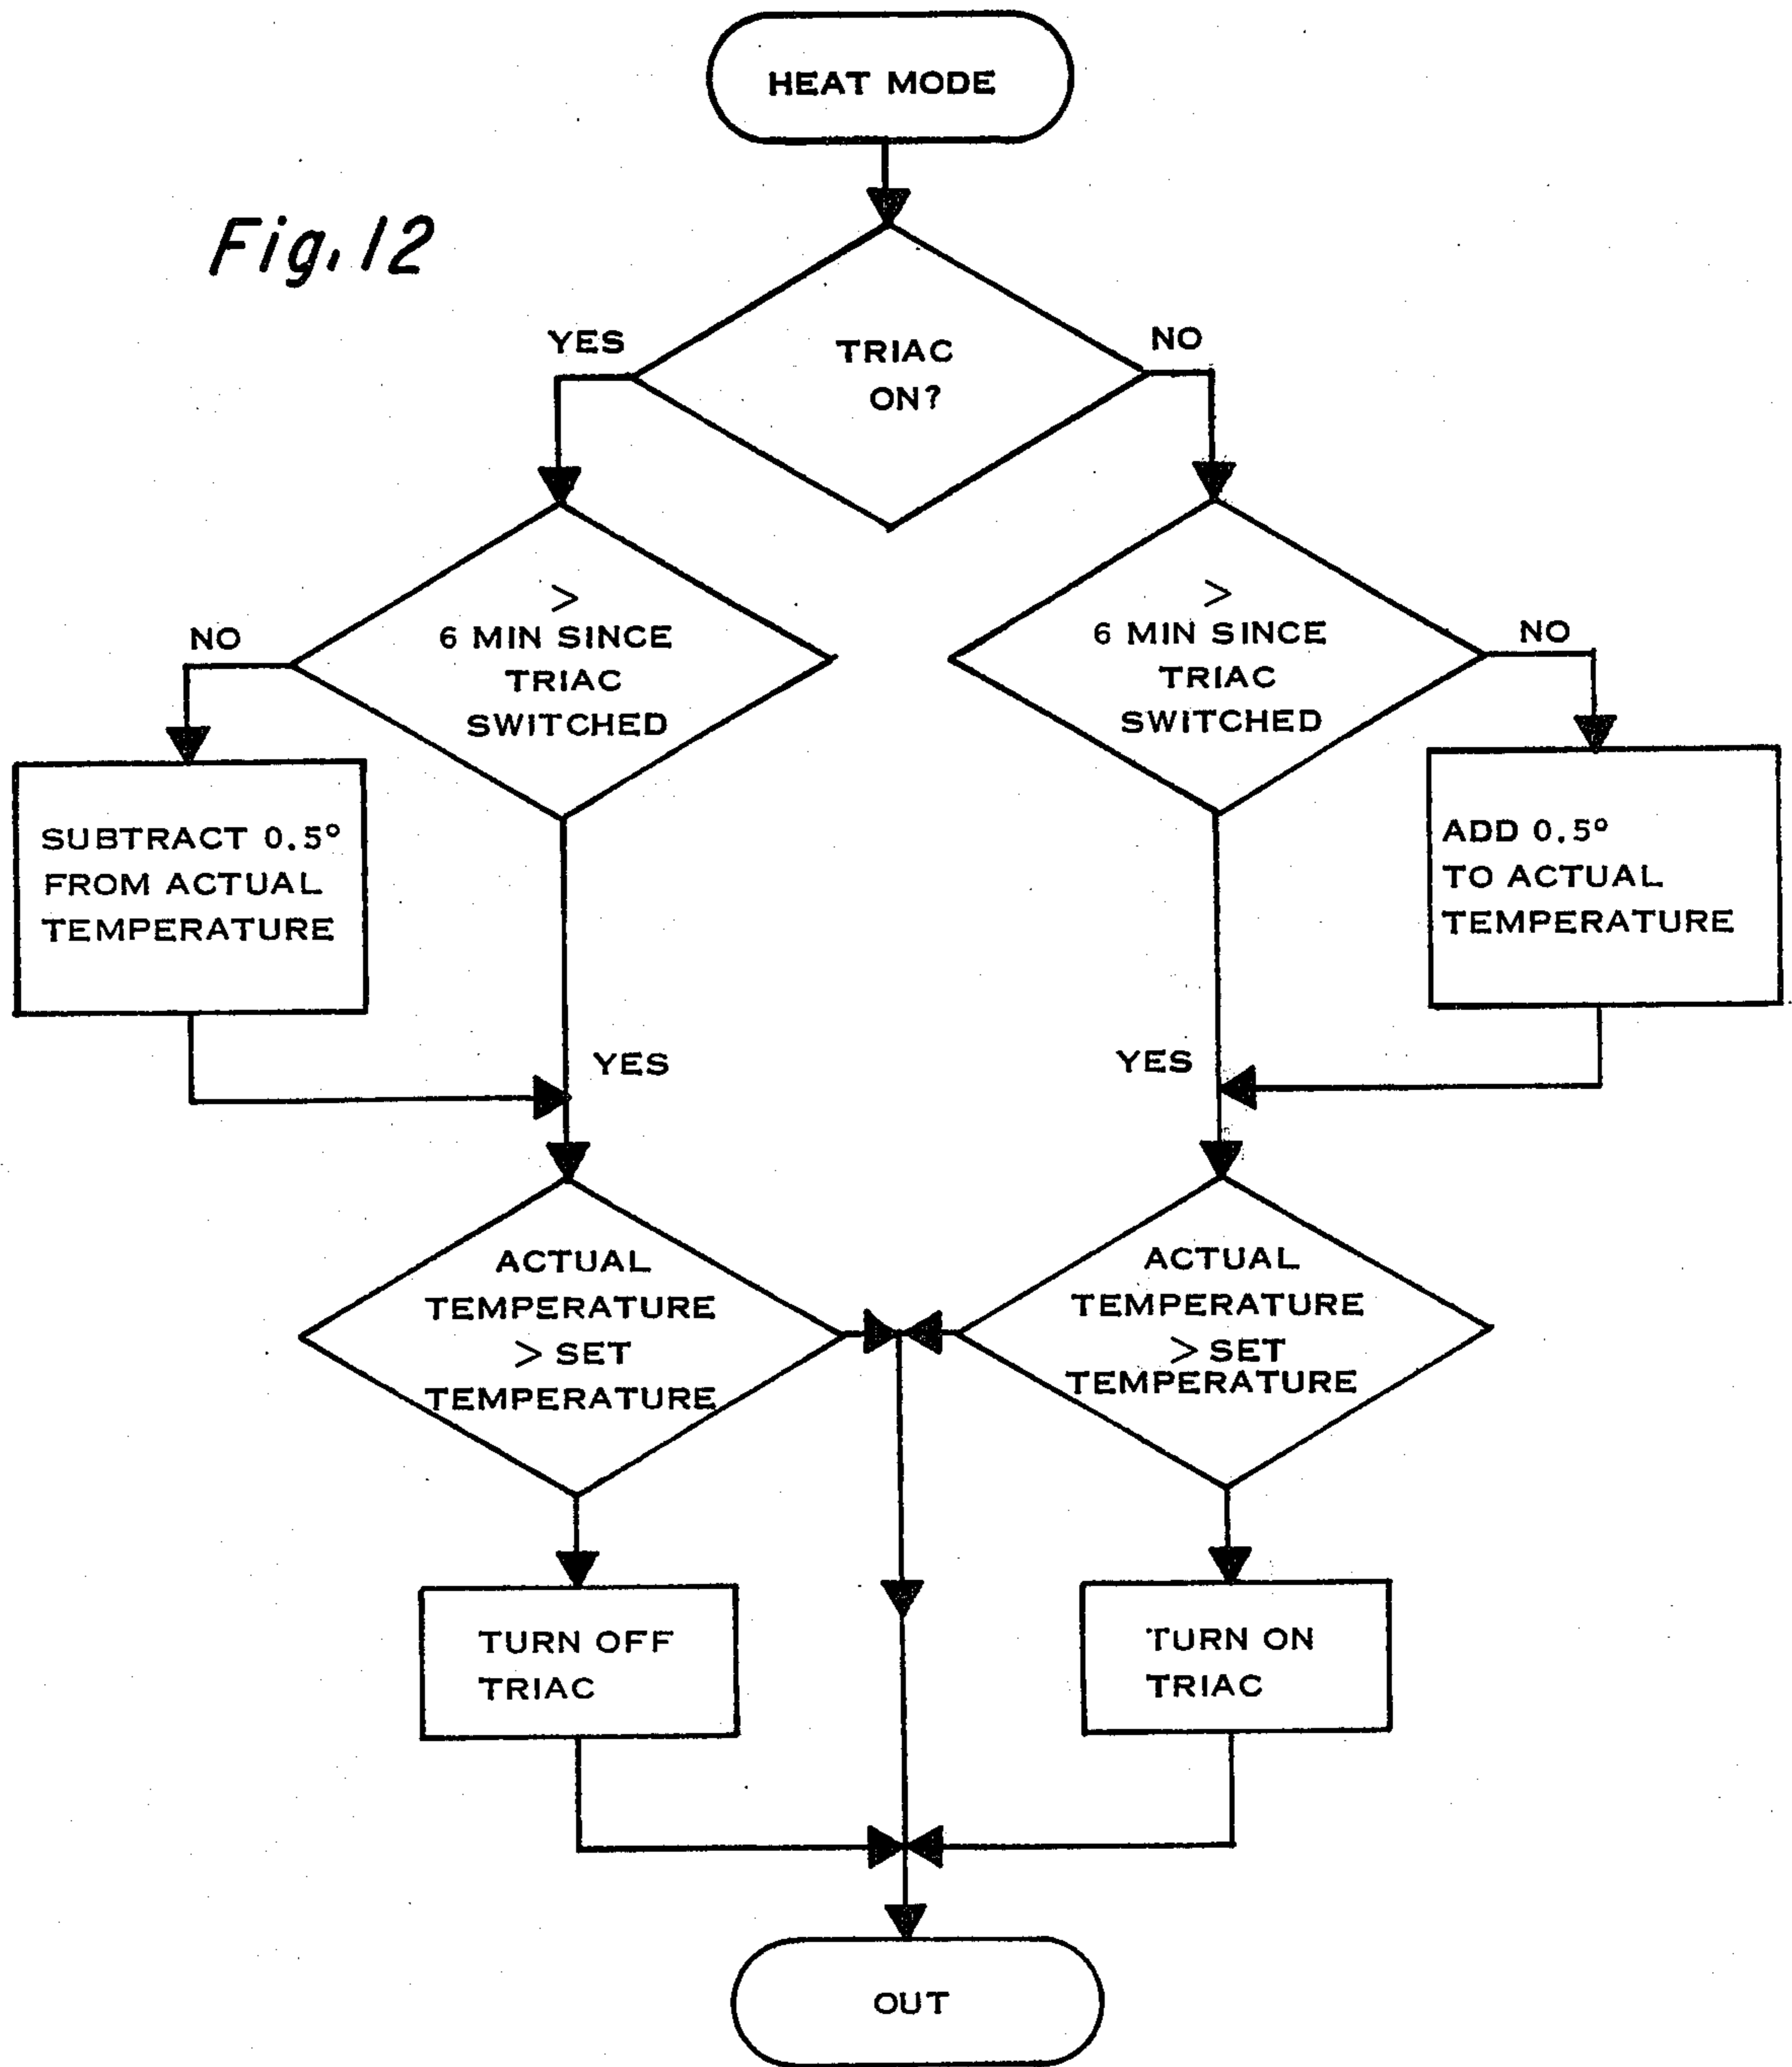 HEAT MODE
Fig. 12
TRIAC
ON?
YES
NO
>
6 MIN SINCE
TRIAC
SWITCHED
NO
>
6 MIN SINCE
TRIAC
SWITCHED
NO
SUBTRACT 0.5°
FROM ACTUAL
TEMPERATURE
ADD 0.5°
TO ACTUAL
TEMPERATURE
YES
YES
ACTUAL
TEMPERATURE
> SET
TEMPERATURE
ACTUAL
TEMPERATURE
> SET
TEMPERATURE
TURN OFF
TRIAC
TURN ON
TRIAC
OUT